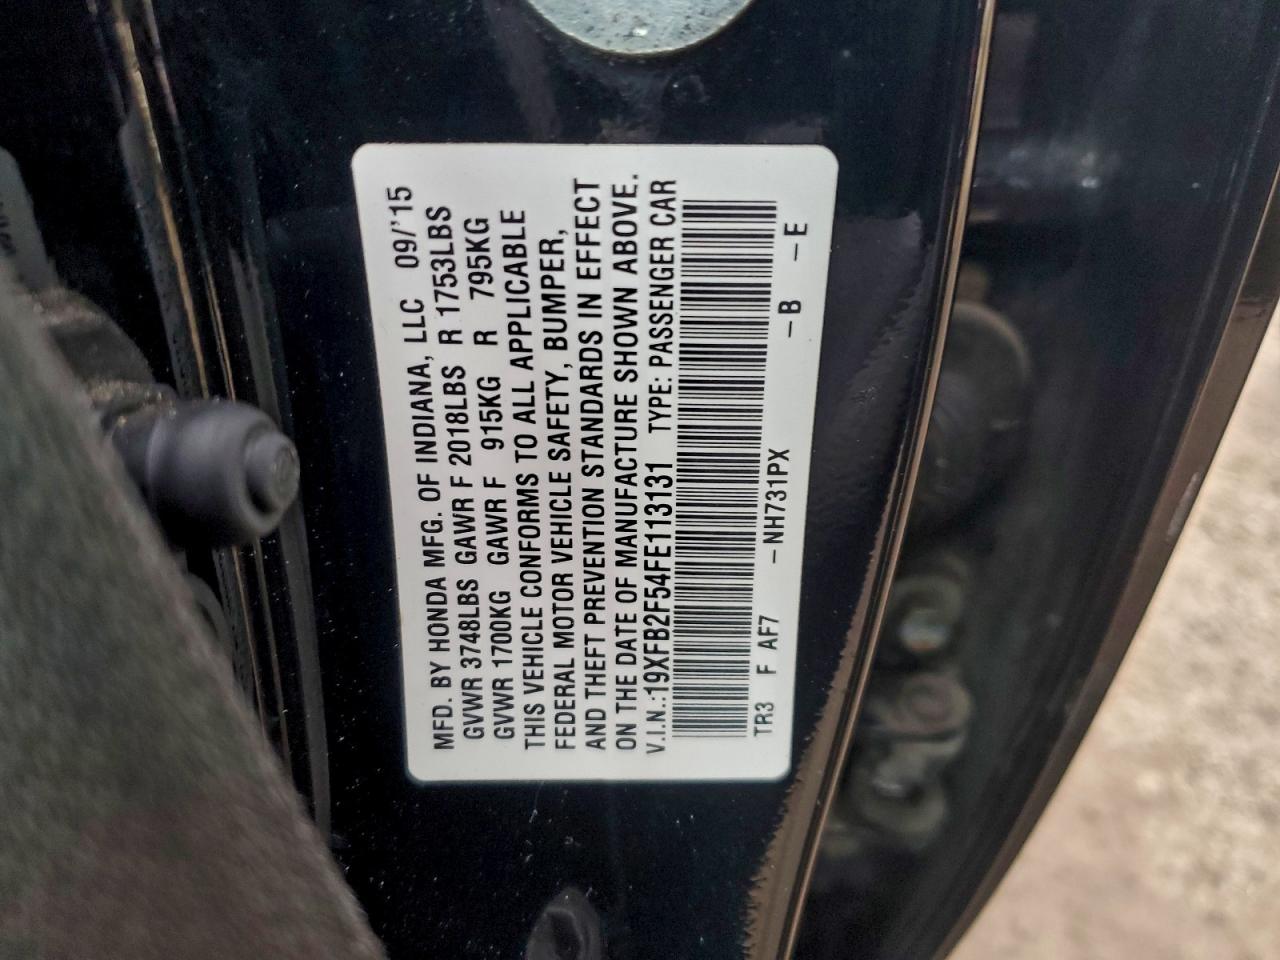 MFD. BY HONDA MFG. OF INDIANA, LLC 09/'15
GVWR 3748LBS GAWR F 2018LBS R 1753LBS
GVWR 1700KG GAWR F 915KG R 795KG
THIS VEHICLE CONFORMS TO ALL APPLICABLE
FEDERAL MOTOR VEHICLE SAFETY, BUMPER,
AND THEFT PREVENTION STANDARDS IN EFFECT
ON THE DATE OF MANUFACTURE SHOWN ABOVE.
V.I.N.:19XFB2F54FE113131 TYPE: PASSENGER CAR
TR3 F AF7 -NH731PX -B -E